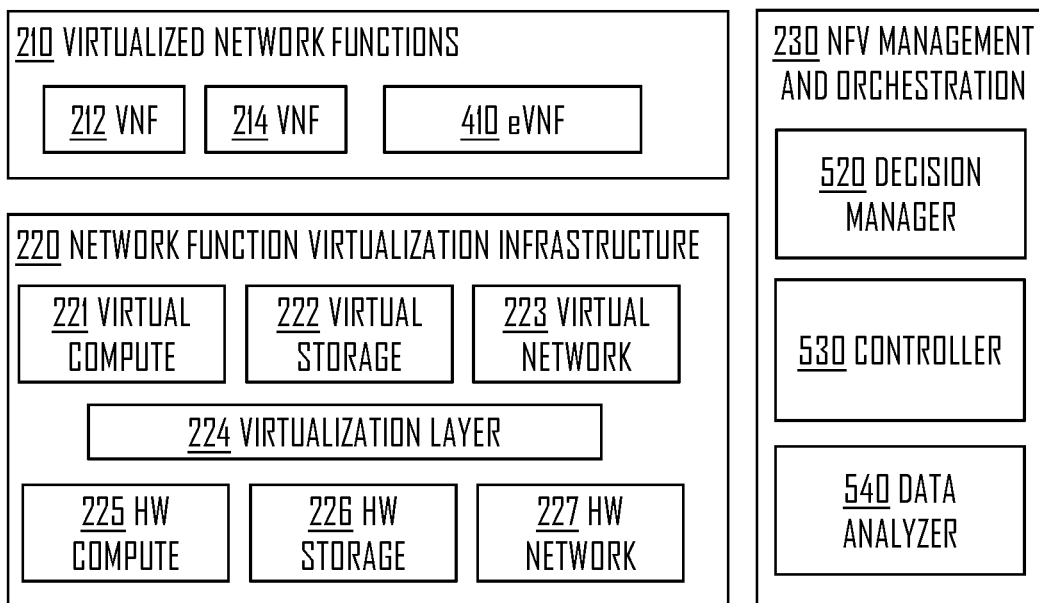 210 VIRTUALIZED NETWORK FUNCTIONS
212 VNF
214 VNF
410 eVNF
220 NETWORK FUNCTION VIRTUALIZATION INFRASTRUCTURE
221 VIRTUAL
COMPUTE
222 VIRTUAL
STORAGE
223 VIRTUAL
NETWORK
224 VIRTUALIZATION LAYER
225 HW
COMPUTE
226 HW
STORAGE
227 HW
NETWORK
230 NFV MANAGEMENT
AND ORCHESTRATION
520 DECISION
MANAGER
530 CONTROLLER
540 DATA
ANALYZER